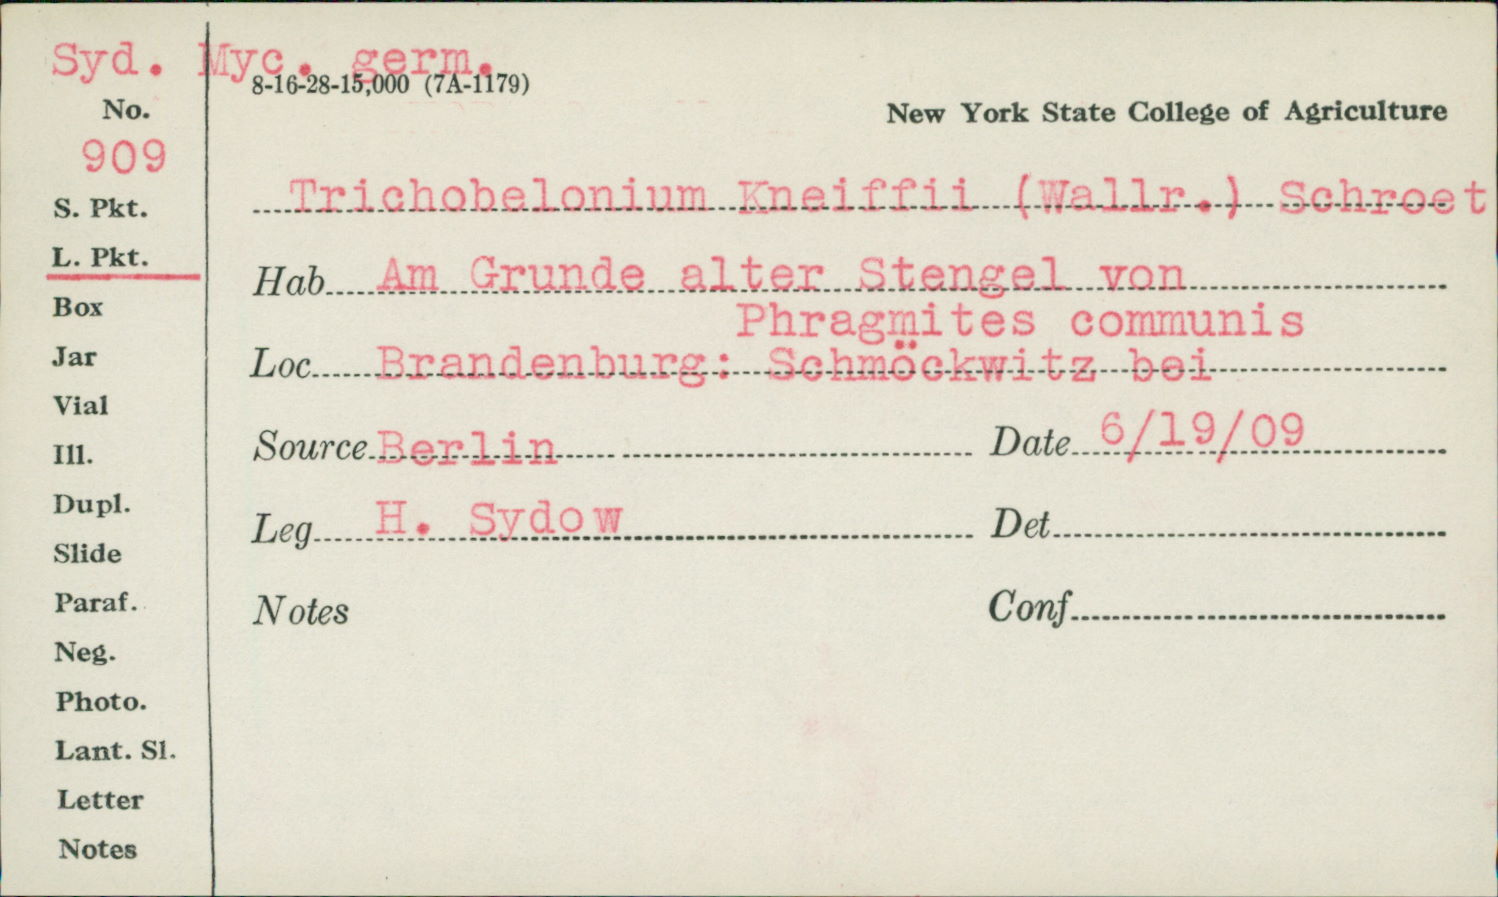 Syd. Myc. germ.
8-16-28-15,000 (7A-1179)
No.
New York State College of Agriculture
909
S. Pkt.
Trichobelonium Kneiffii (Wallr.) Schroet
L. Pkt.
Hab Am Grunde alter Stengel von
Phragmites communis
Box
Jar
Loc Brandenburg: Schmöckwitz bei
Vial
Source Berlin Date 6/19/09
Ill.
Dupl.
Leg H. Sydow Det
Slide
Paraf.
Notes Conf
Neg.
Photo.
Lant. Sl.
Letter
Notes